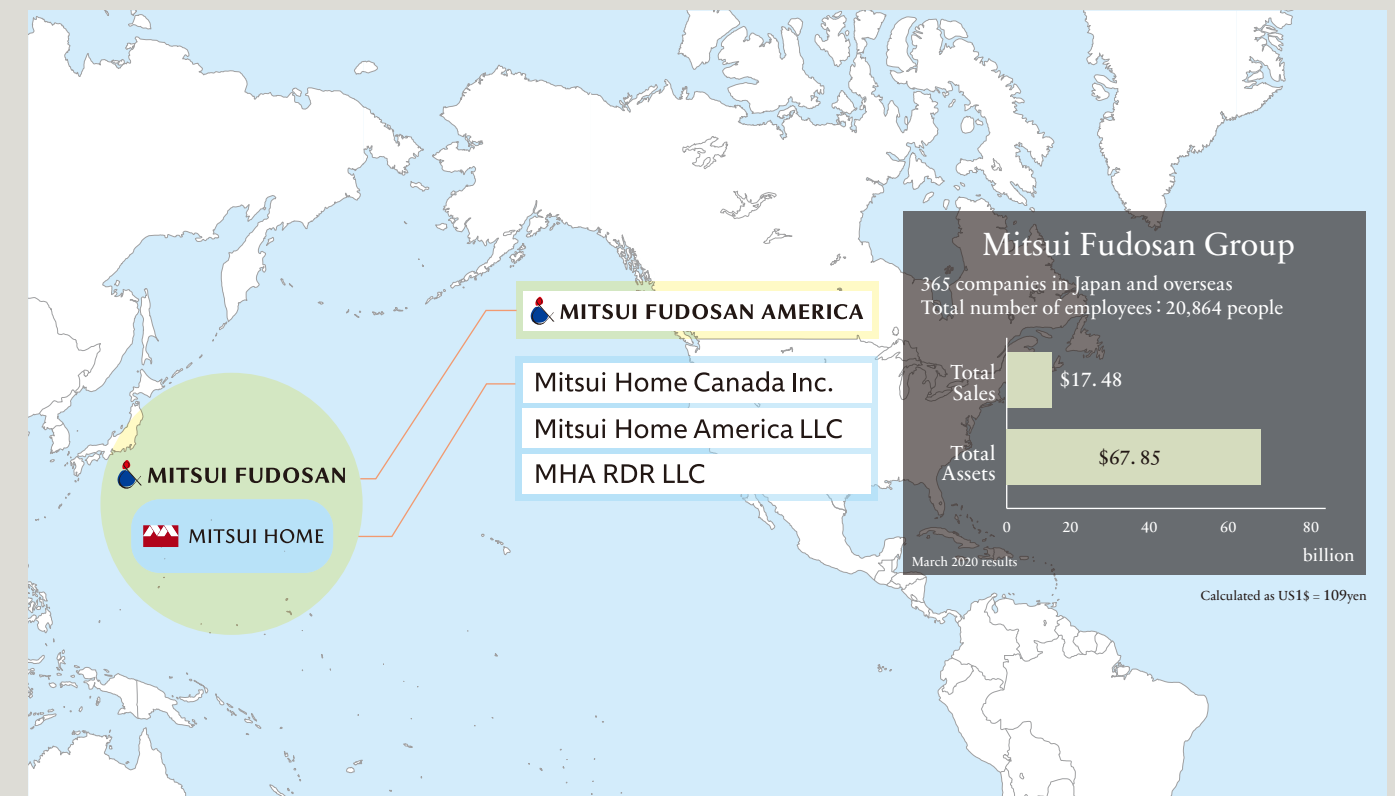 MITSUI FUDOSAN
MITSUI HOME
MITSUI FUDOSAN AMERICA
Mitsui Home Canada Inc.
Mitsui Home America LLC
MHA RDR LLC
Mitsui Fudosan Group
365 companies in Japan and overseas
Total number of employees : 20,864 people
Total
Sales
$17.48
Total
Assets
$67.85
0 20 40 60 80
billion
March 2020 results
Calculated as US1$ = 109yen